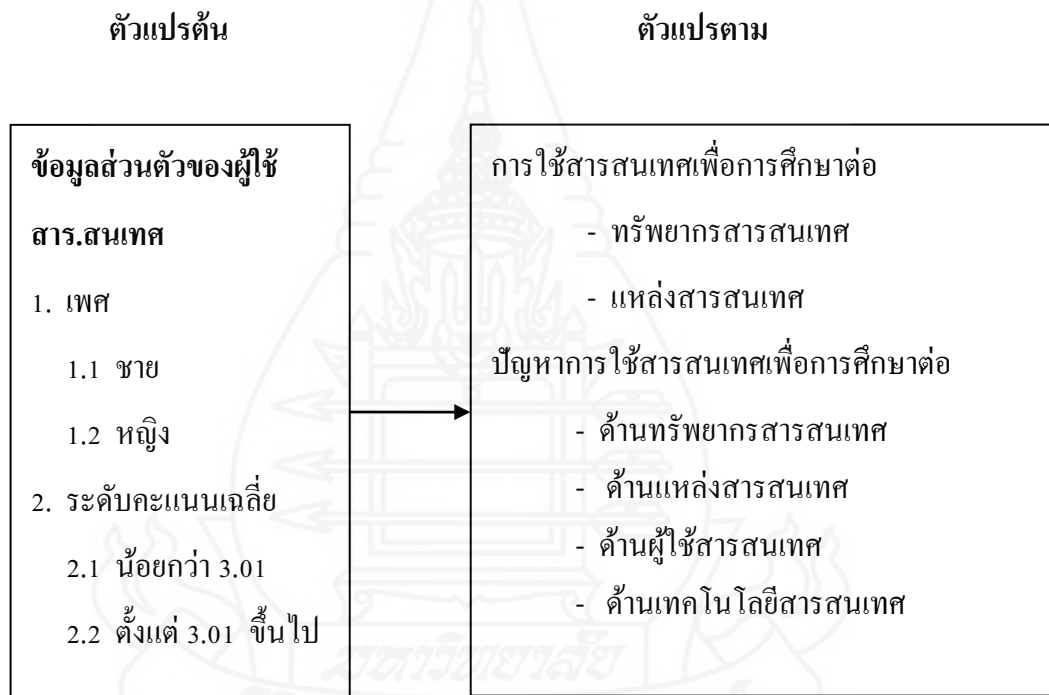 ตัวแปรต้น
ตัวแปรตาม
ข้อมูลส่วนตัวของผู้ใช้
สาร.สนเทศ
1. เพศ
1.1 ชาย
1.2 หญิง
2. ระดับคะแนนเฉลี่ย
2.1 น้อยกว่า 3.01
2.2 ตั้งแต่ 3.01 ขึ้นไป
การใช้สารสนเทศเพื่อการศึกษาต่อ
- ทรัพยากรสารสนเทศ
- แหล่งสารสนเทศ
ปัญหาการใช้สารสนเทศเพื่อการศึกษาต่อ
- ด้านทรัพยากรสารสนเทศ
- ด้านแหล่งสารสนเทศ
- ด้านผู้ใช้สารสนเทศ
- ด้านเทคโนโลยีสารสนเทศ
มหาวิทยาลัย